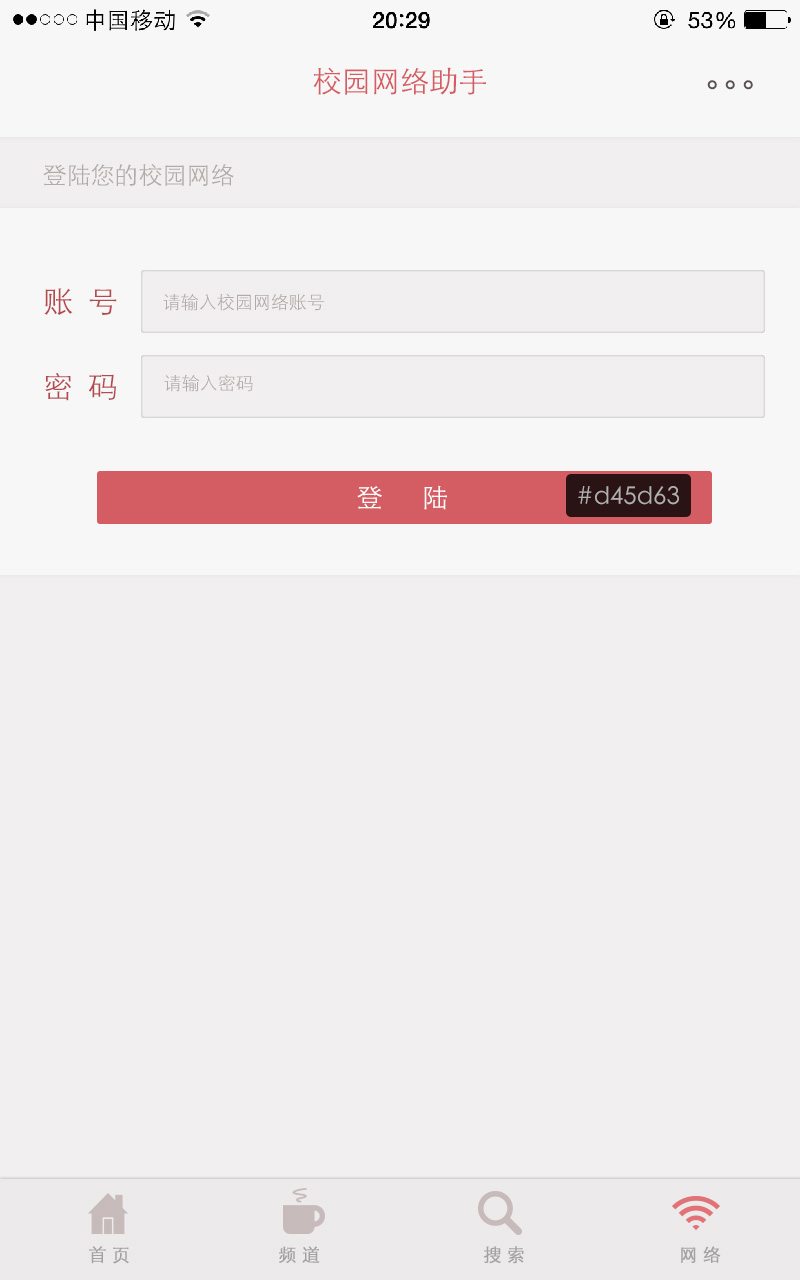 中国移动 20:29 53%
校园网络助手
登陆您的校园网络
账 号 请输入校园网络账号
密 码 请输入密码
登 陆 #d45d63
首页 频道 搜索 网络